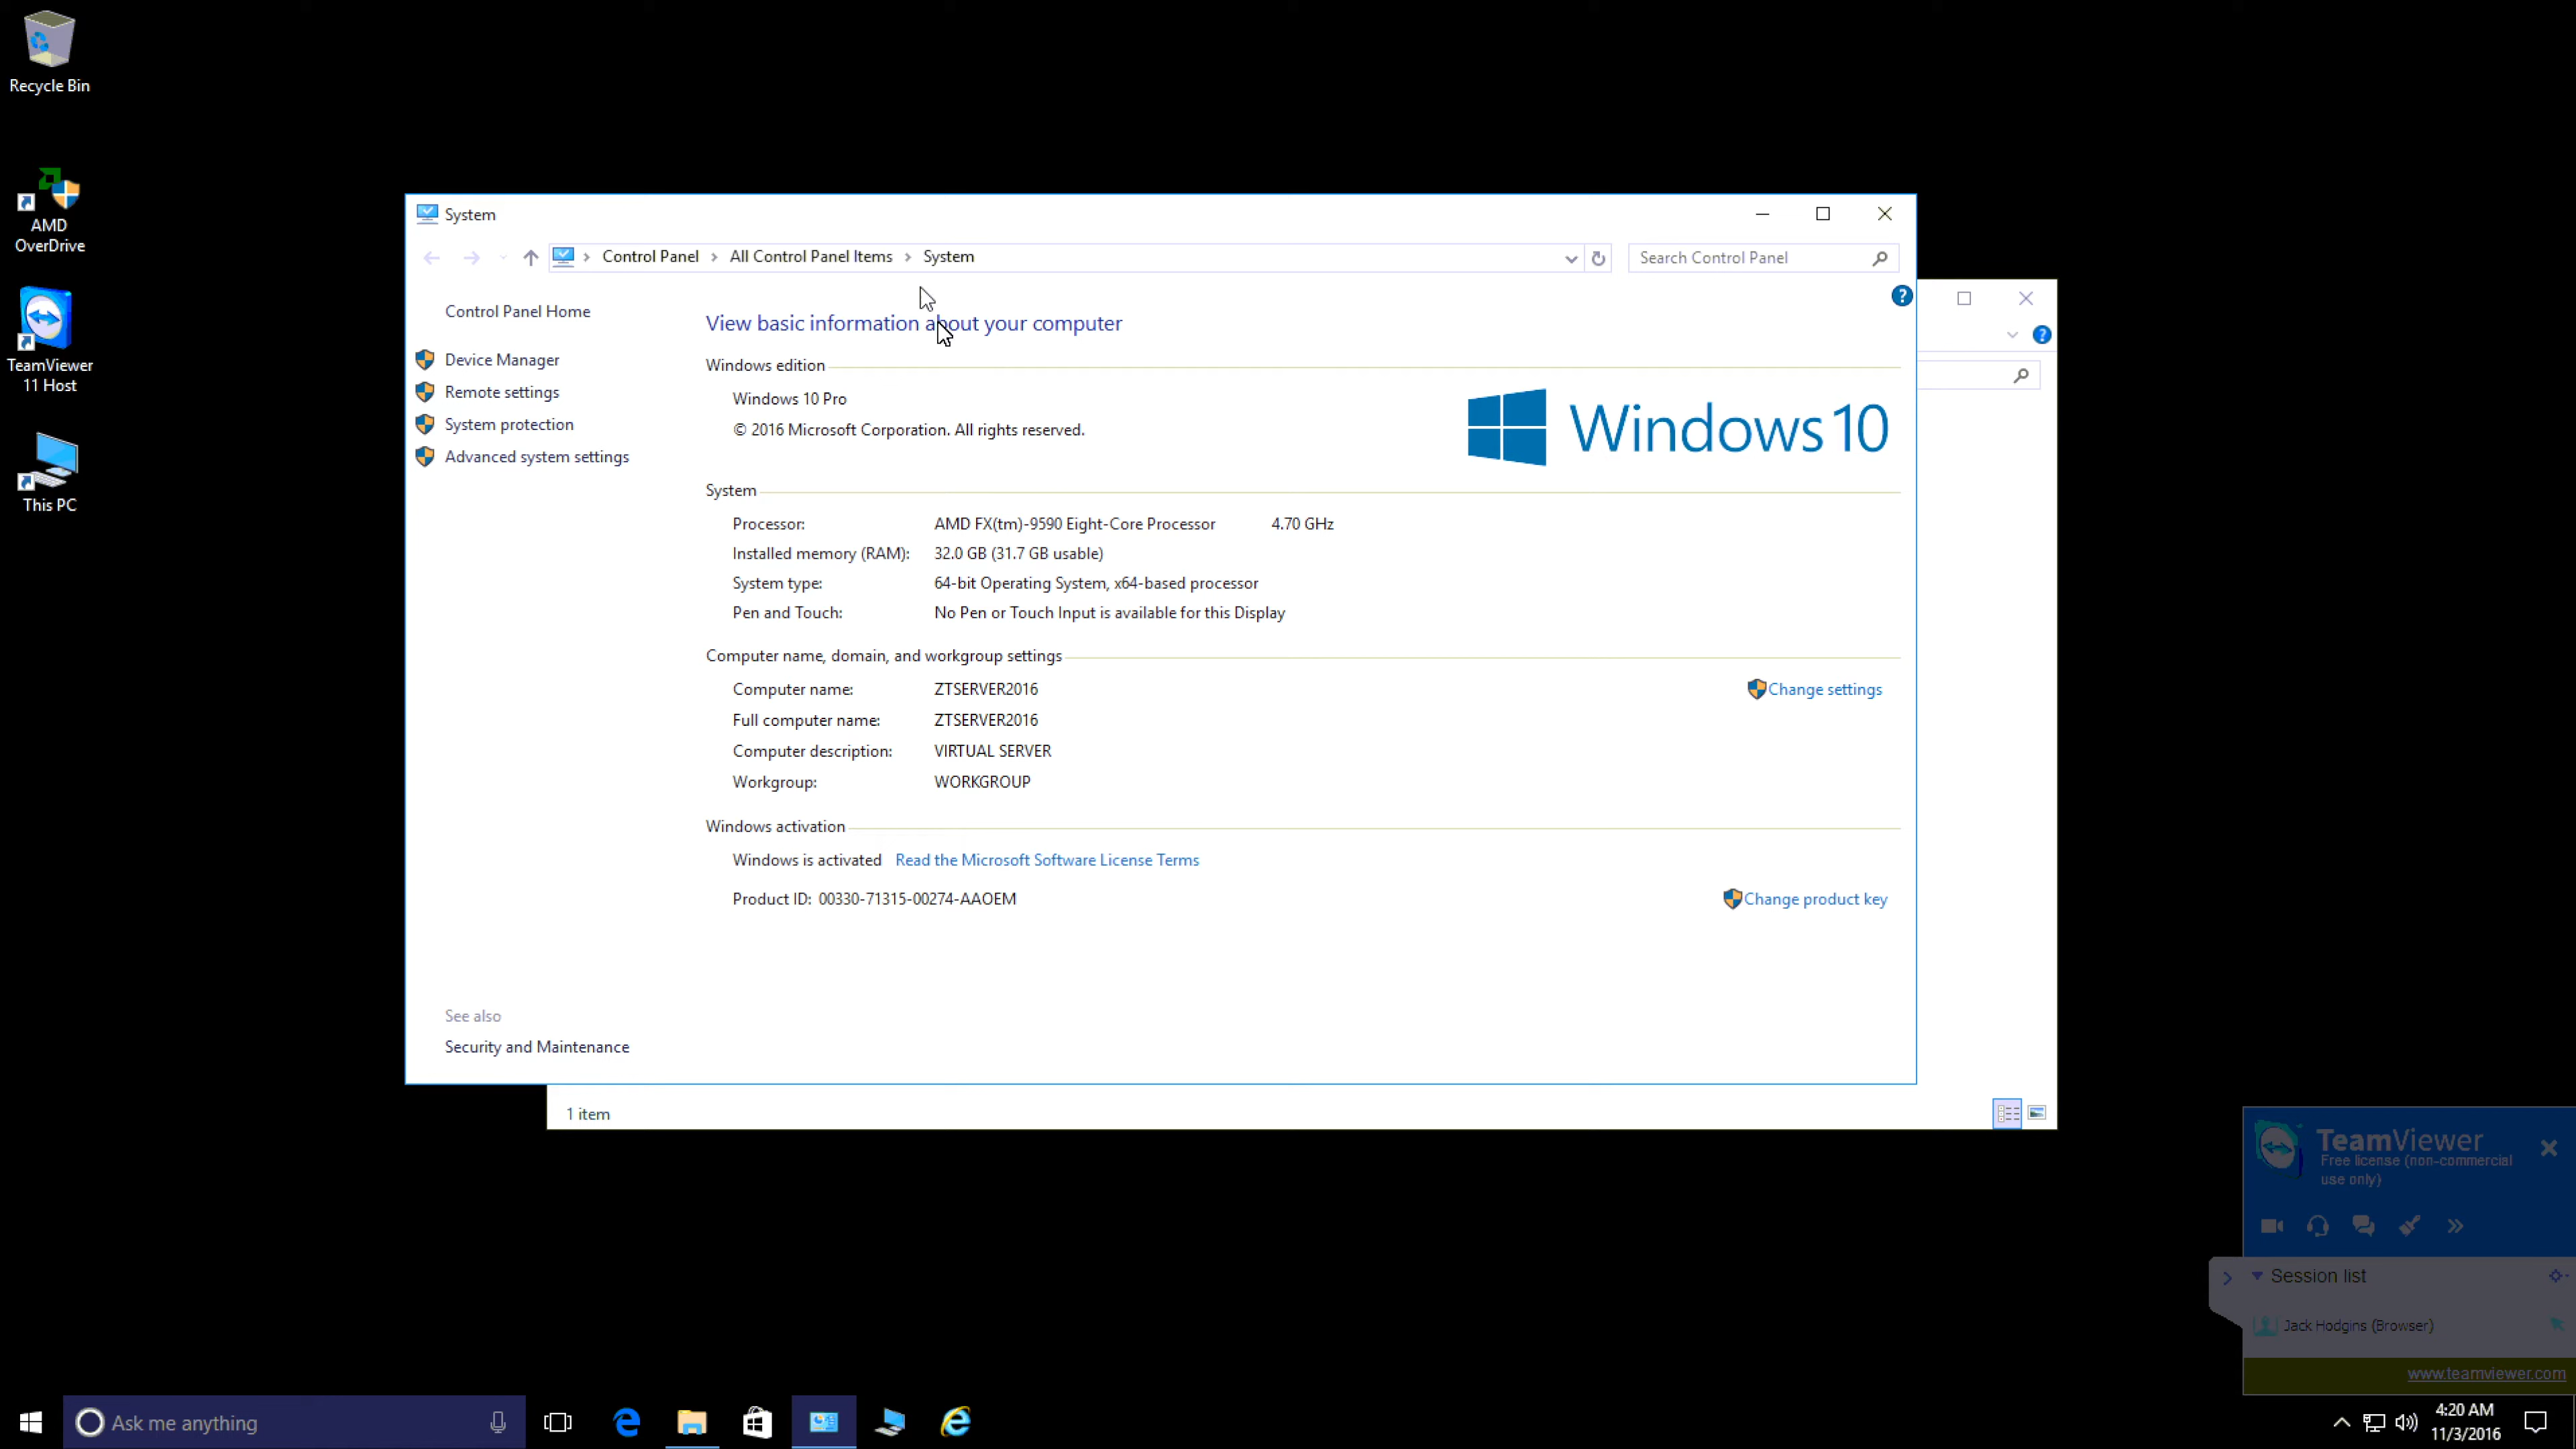 Recycle Bin
AMD
OverDrive
TeamViewer
11 Host
This PC
System
Control Panel
All Control Panel Items
System
Search Control Panel
Control Panel Home
Device Manager
Remote settings
System protection
Advanced system settings
View basic information about your computer
Windows edition
Windows 10 Pro
© 2016 Microsoft Corporation. All rights reserved.
Windows 10
System
Processor: AMD FX(tm)-9590 Eight-Core Processor 4.70 GHz
Installed memory (RAM): 32.0 GB (31.7 GB usable)
System type: 64-bit Operating System, x64-based processor
Pen and Touch: No Pen or Touch Input is available for this Display
Computer name, domain, and workgroup settings
Computer name: ZTSERVER2016
Change settings
Full computer name: ZTSERVER2016
Computer description: VIRTUAL SERVER
Workgroup: WORKGROUP
Windows activation
Windows is activated Read the Microsoft Software License Terms
Product ID: 00330-71315-00274-AAOEM
Change product key
See also
Security and Maintenance
1 item
TeamViewer
Free license (non-commercial
use only)
Session list
Jack Hodgins (Browser)
www.teamviewer.com
Ask me anything
4:20 AM
11/3/2016